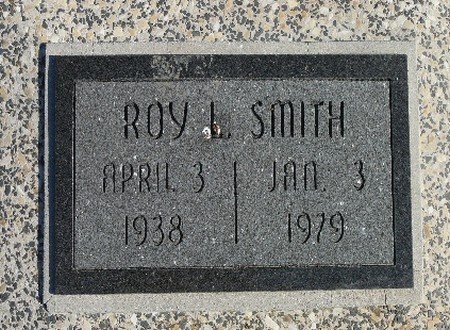 ROY L. SMITH
APRIL 3 | JAN. 3
1938 | 1979